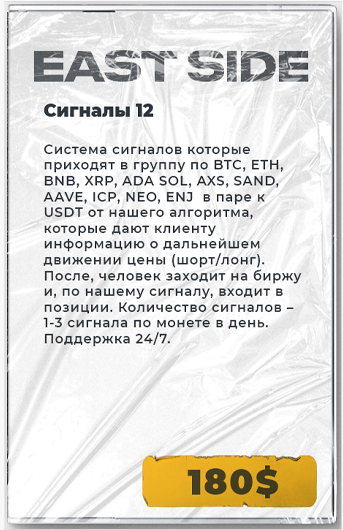 EAST SIDE
Сигналы 12
Система сигналов которые
приходят в группу по BTC, ETH,
BNB, XRP, ADA SOL, AXS, SAND,
AAVE, ICP, NEO, ENJ в паре к
USDT от нашего алгоритма,
которые дают клиенту
информацию о дальнейшем
движении цены (шорт/лонг).
После, человек заходит на биржу
и, по нашему сигналу, входит в
позиции. Количество сигналов –
1-3 сигнала по монете в день.
Поддержка 24/7.
180$